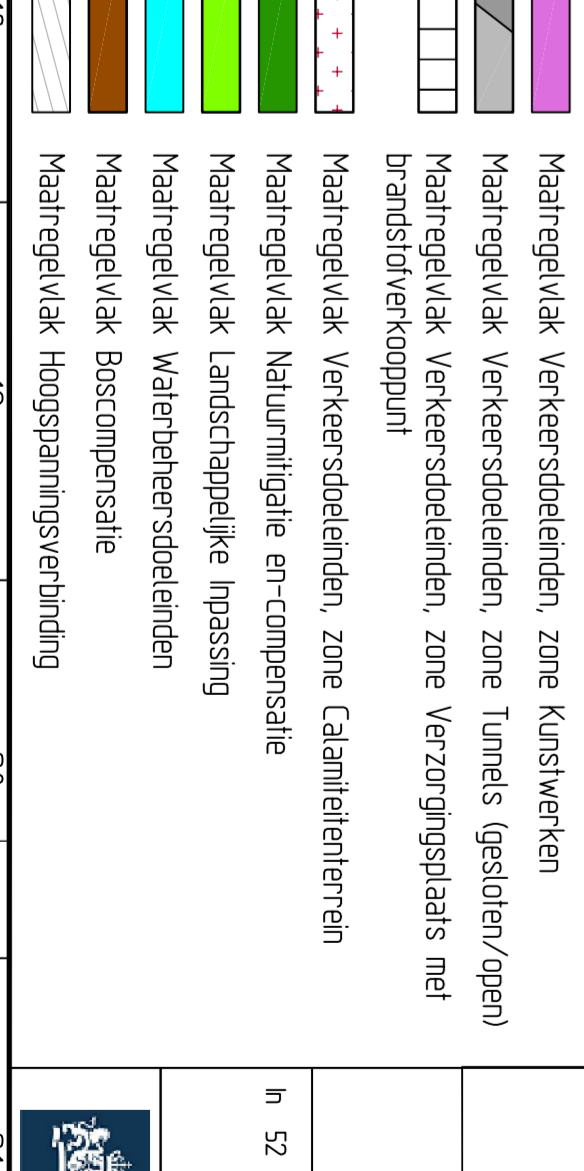 Maatregelvlak Verkeersdoeleinden, zone Kunstwerken
Maatregelvlak Verkeersdoeleinden, zone Tunnels (gesloten/open)
Maatregelvlak Verkeersdoeleinden, zone Verzorgingsplaats met
brandstofverkooppunt
Maatregelvlak Verkeersdoeleinden, zone Calamiteitenterrein
Maatregelvlak Natuurmitigatie en-compensatie
Maatregelvlak Landschappelijke Inpassing
Maatregelvlak Waterbeheersdoeleinden
Maatregelvlak Boscompensatie
Maatregelvlak Hoogspanningsverbinding
In 52